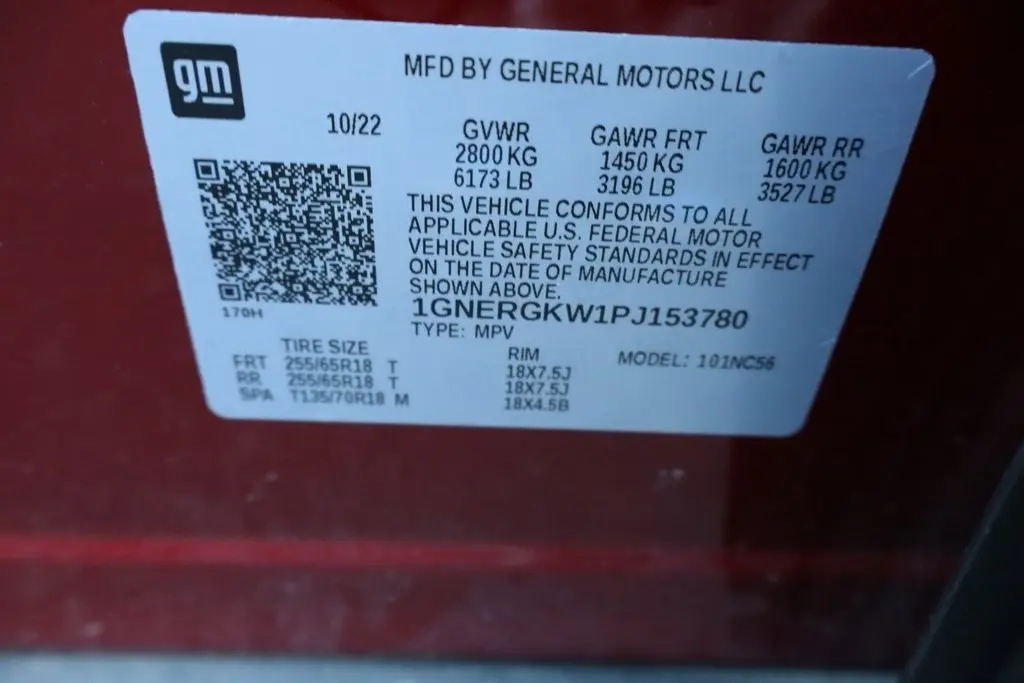 gm
MFD BY GENERAL MOTORS LLC
10/22
GVWR GAWR FRT GAWR RR
2800 KG 1450 KG 1600 KG
6173 LB 3196 LB 3527 LB
THIS VEHICLE CONFORMS TO ALL
APPLICABLE U.S. FEDERAL MOTOR
VEHICLE SAFETY STANDARDS IN EFFECT
ON THE DATE OF MANUFACTURE
SHOWN ABOVE.
170H
1GNERGKW1PJ153780
TYPE: MPV
TIRE SIZE RIM MODEL: 101NC56
FRT 255/65R18 T 18X7.5J
RR 255/65R18 T 18X7.5J
SPA T135/70R18 M 18X4.5B